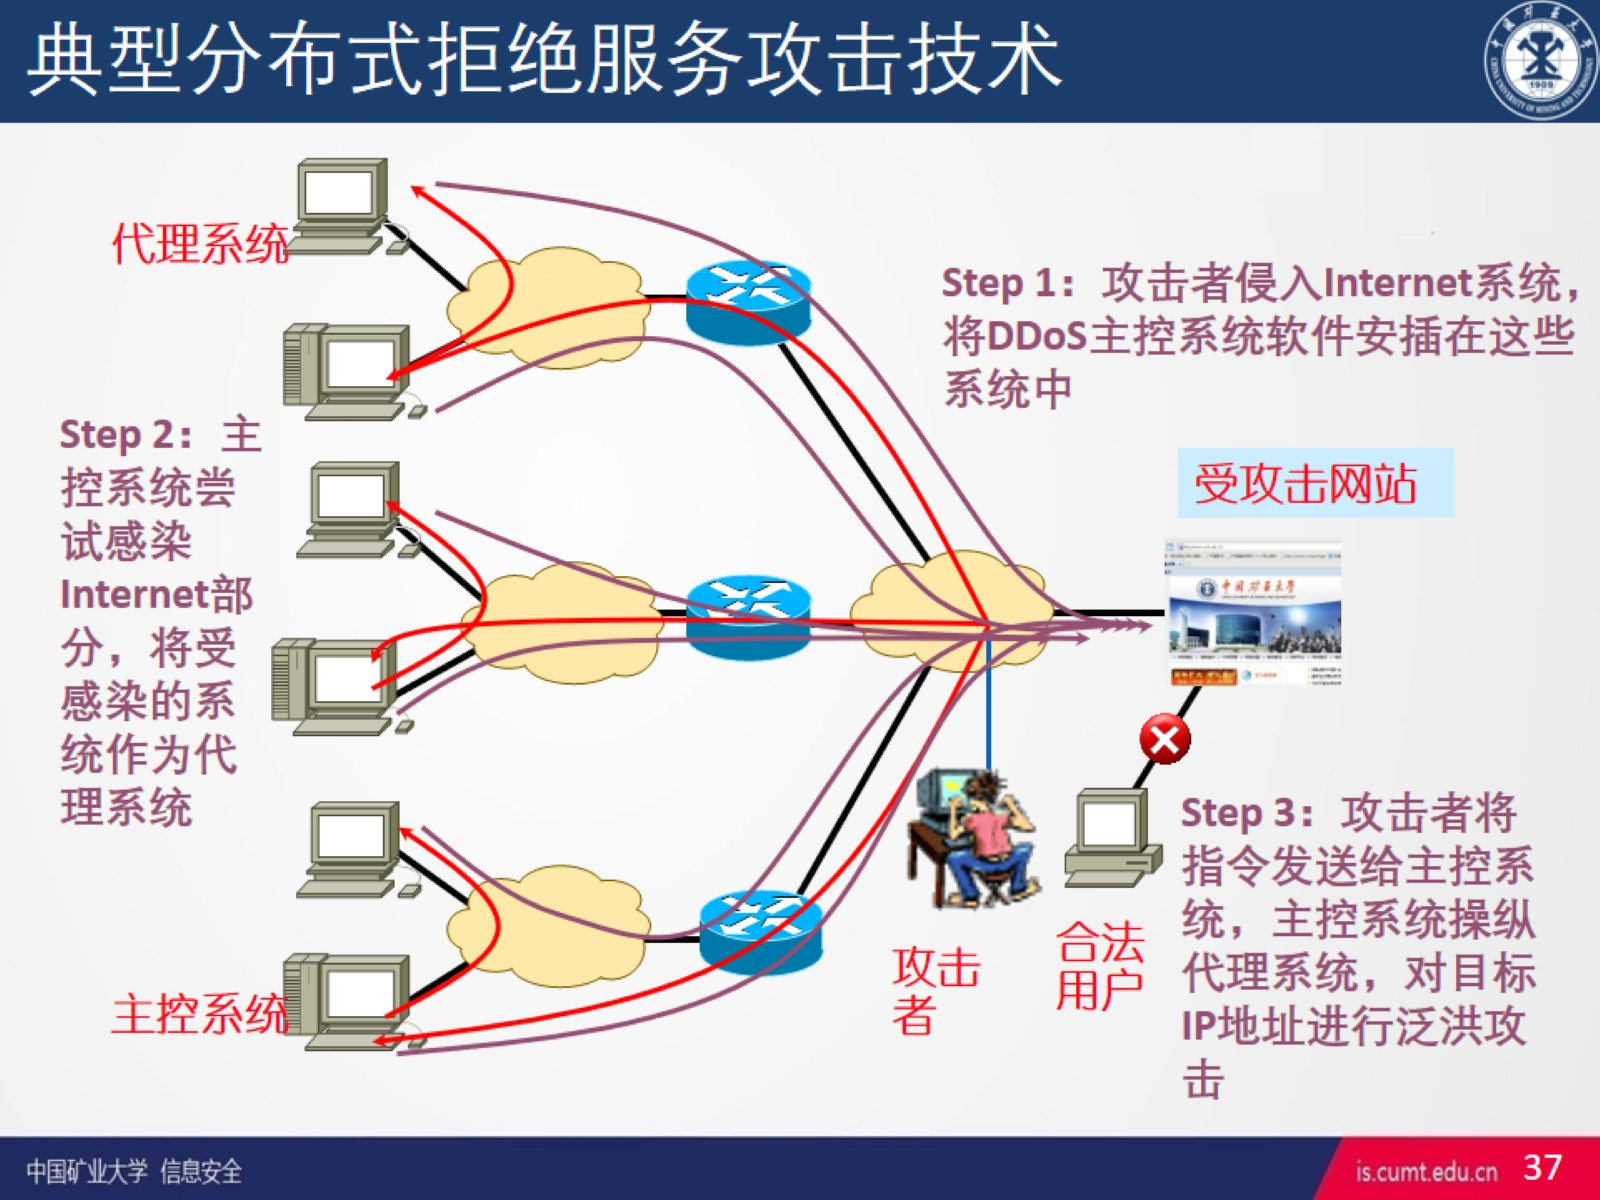 典型分布式拒绝服务攻击技术
1909
代理系统
Step 1：攻击者侵入Internet系统，
将DDoS主控系统软件安插在这些
系统中
Step 2：主
控系统尝
试感染
Internet部
分，将受
感染的系
统作为代
理系统
受攻击网站
中国矿业大学
主控系统
攻击
者
合法
用户
Step 3：攻击者将
指令发送给主控系
统，主控系统操纵
代理系统，对目标
IP地址进行泛洪攻
击
中国矿业大学 信息安全
is.cumt.edu.cn 37